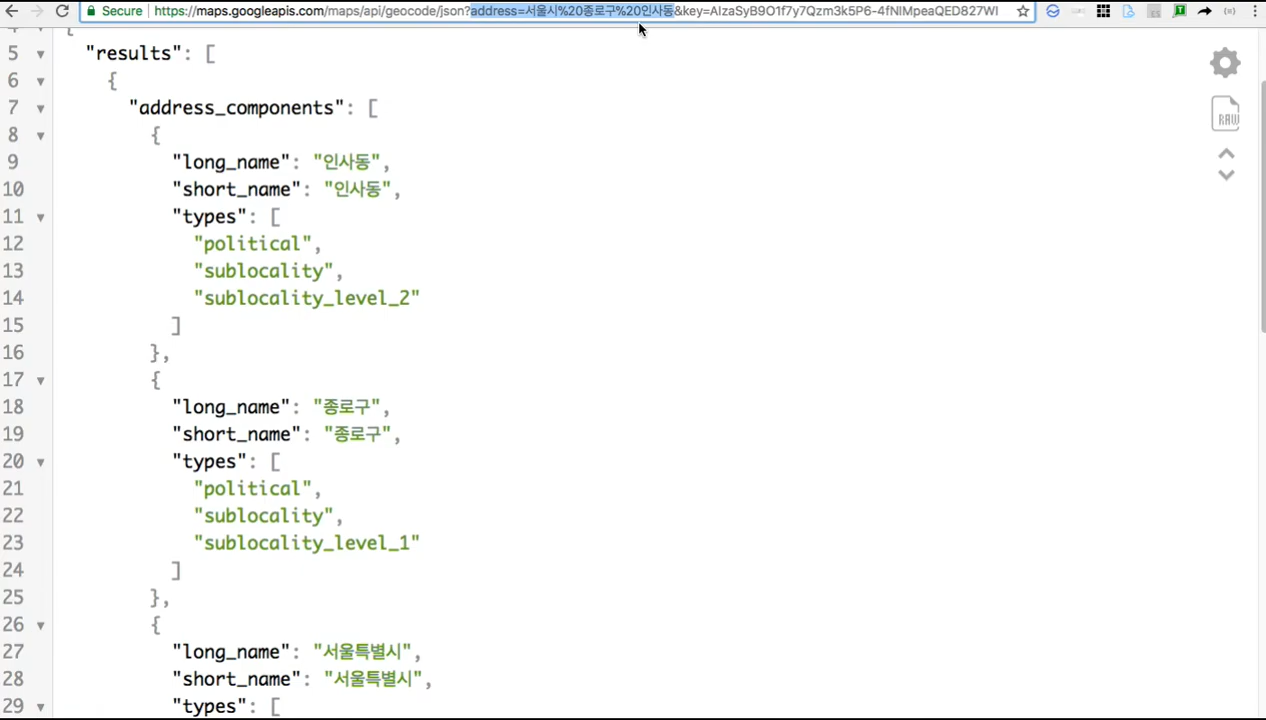 Secure https://maps.googleapis.com/maps/api/geocode/json?address=서울시%20종로구%20인사동&key=
RAW
5 "results": [
6 {
7 "address_components": [
8 {
9 "long_name": "인사동",
10 "short_name": "인사동",
11 "types": [
12 "political",
13 "sublocality",
14 "sublocality_level_2"
15 ]
16 },
17 {
18 "long_name": "종로구",
19 "short_name": "종로구",
20 "types": [
21 "political",
22 "sublocality",
23 "sublocality_level_1"
24 ]
25 },
26 {
27 "long_name": "서울특별시",
28 "short_name": "서울특별시",
29 "types": [